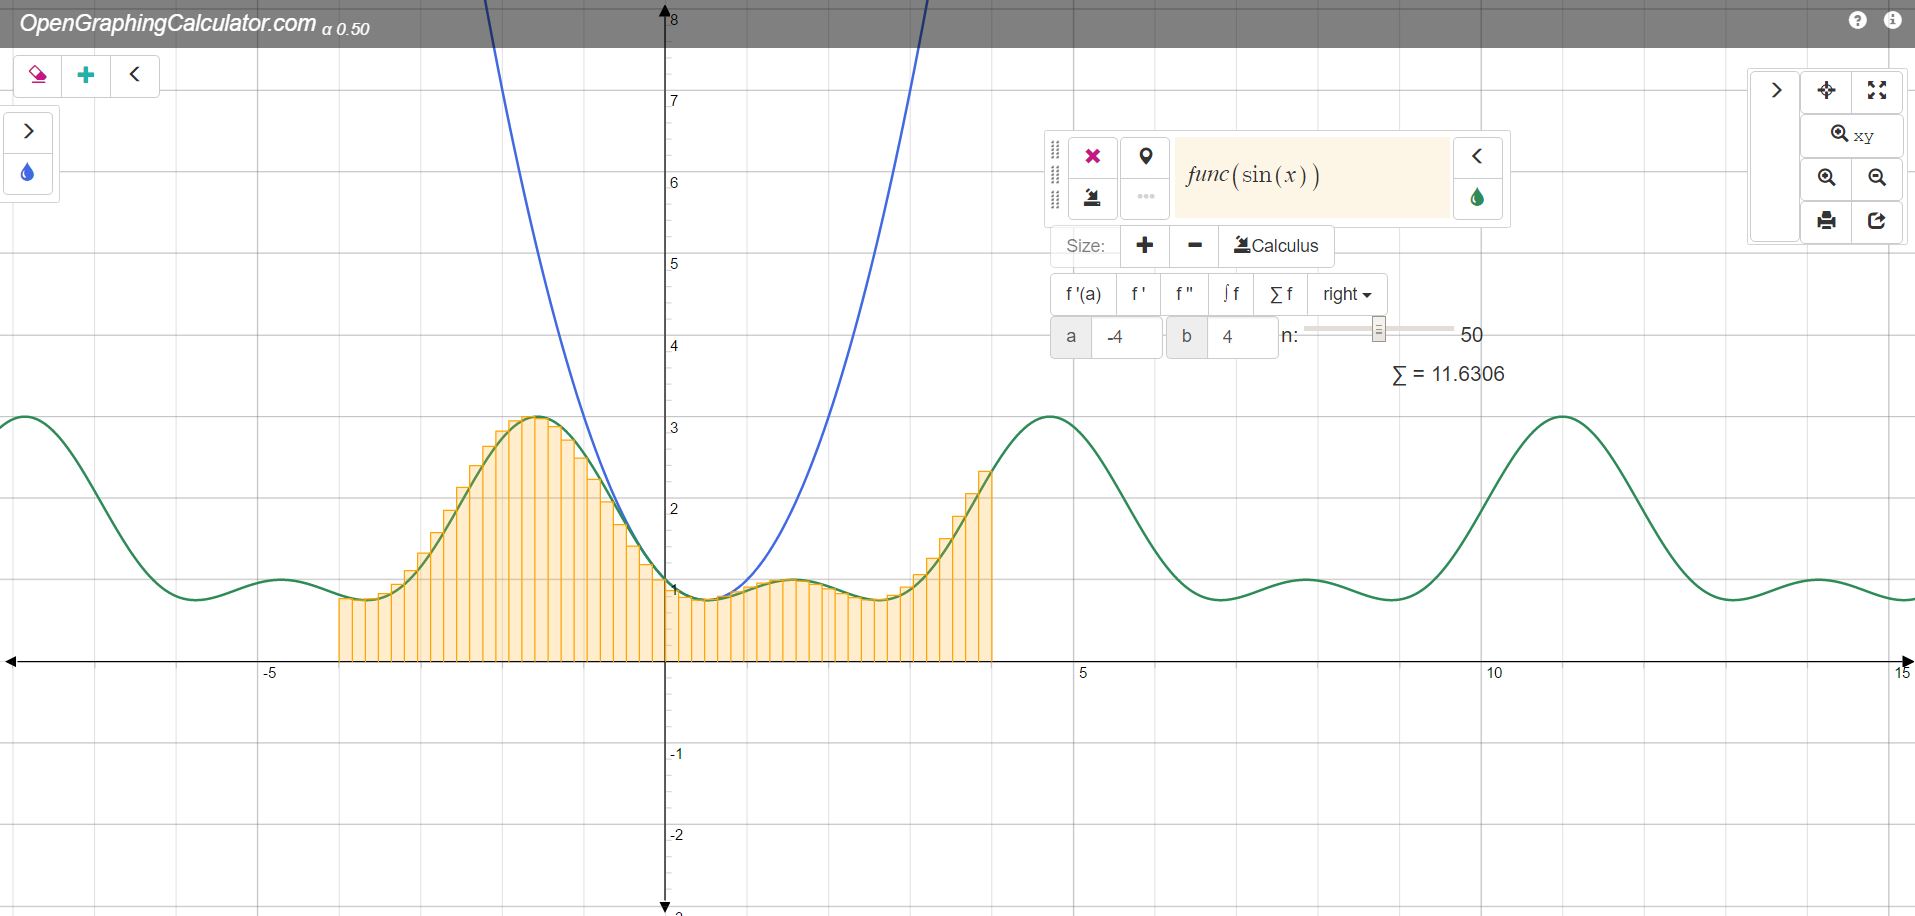 OpenGraphingCalculator.com α 0.50
8
7
6
5
4
3
2
1
-1
-2
-5
5
10
15
xy
func(sin(x))
Size: + − Calculus
f '(a) f ' f " ∫f ∑f right
a -4 b 4 n: 50
∑ = 11.6306